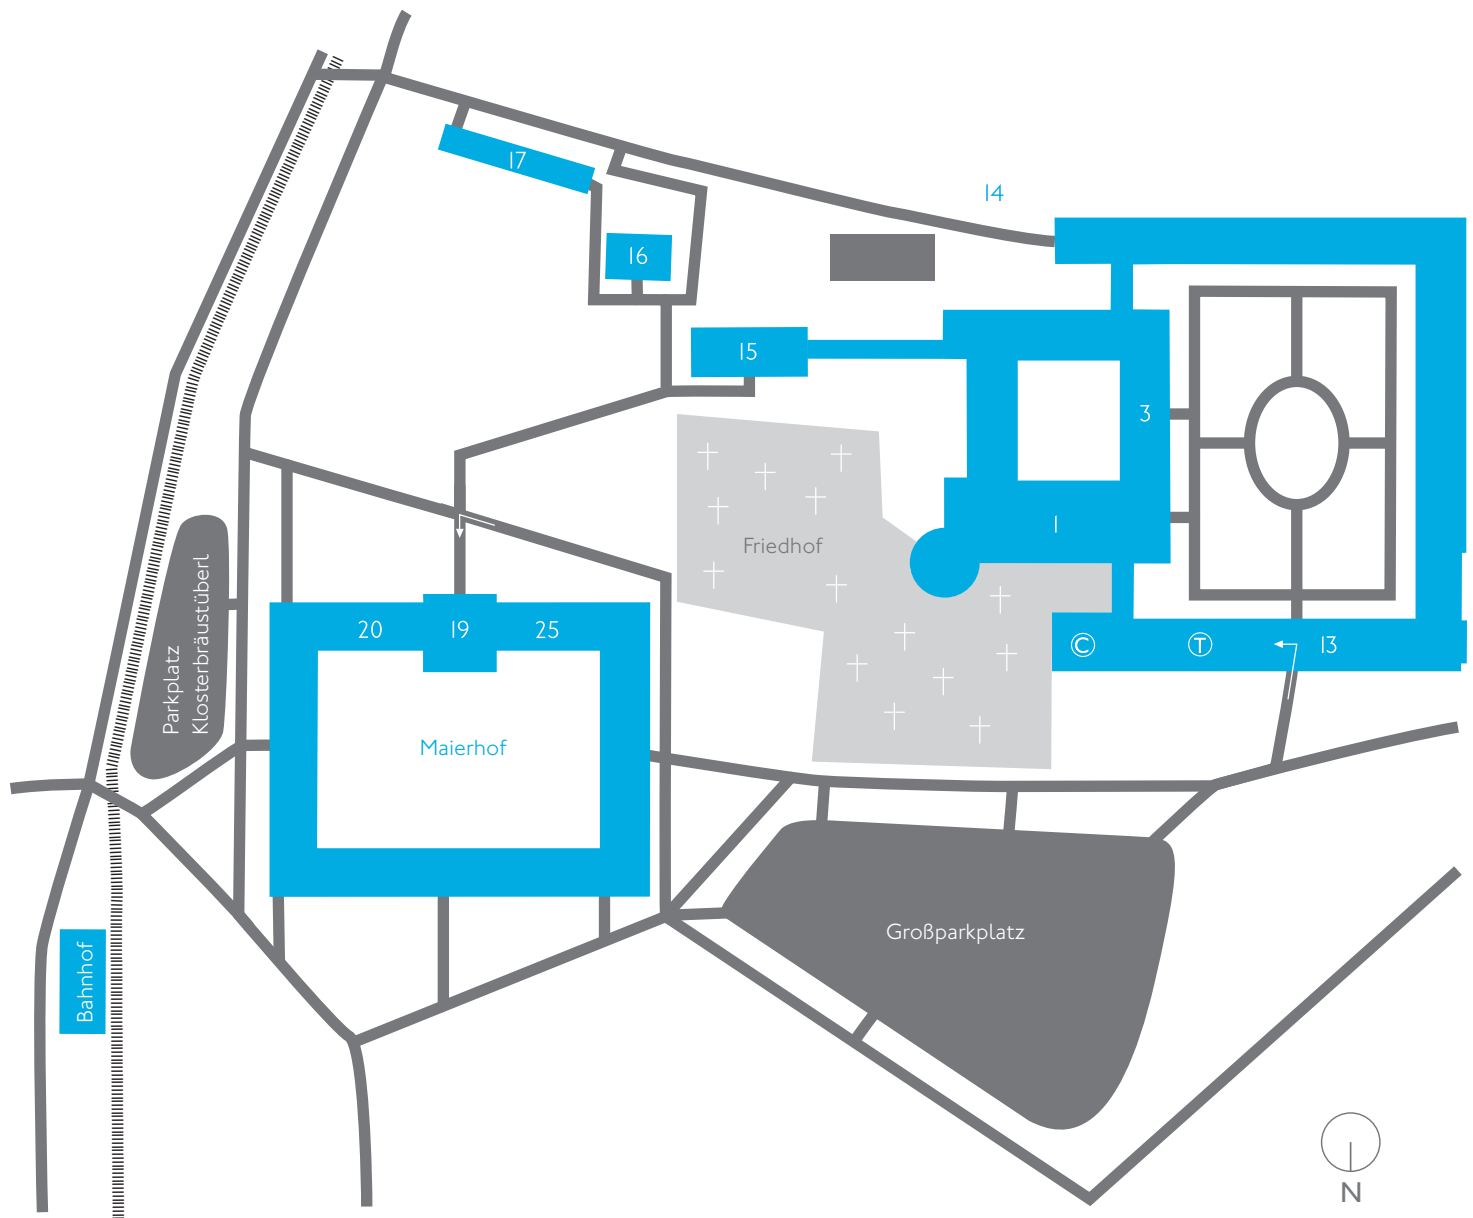 17
14
16
15
3
1
Friedhof
20
19
25
Ⓒ
Ⓣ
13
Parkplatz
Klosterbräustüberl
Maierhof
Großparkplatz
Bahnhof
N